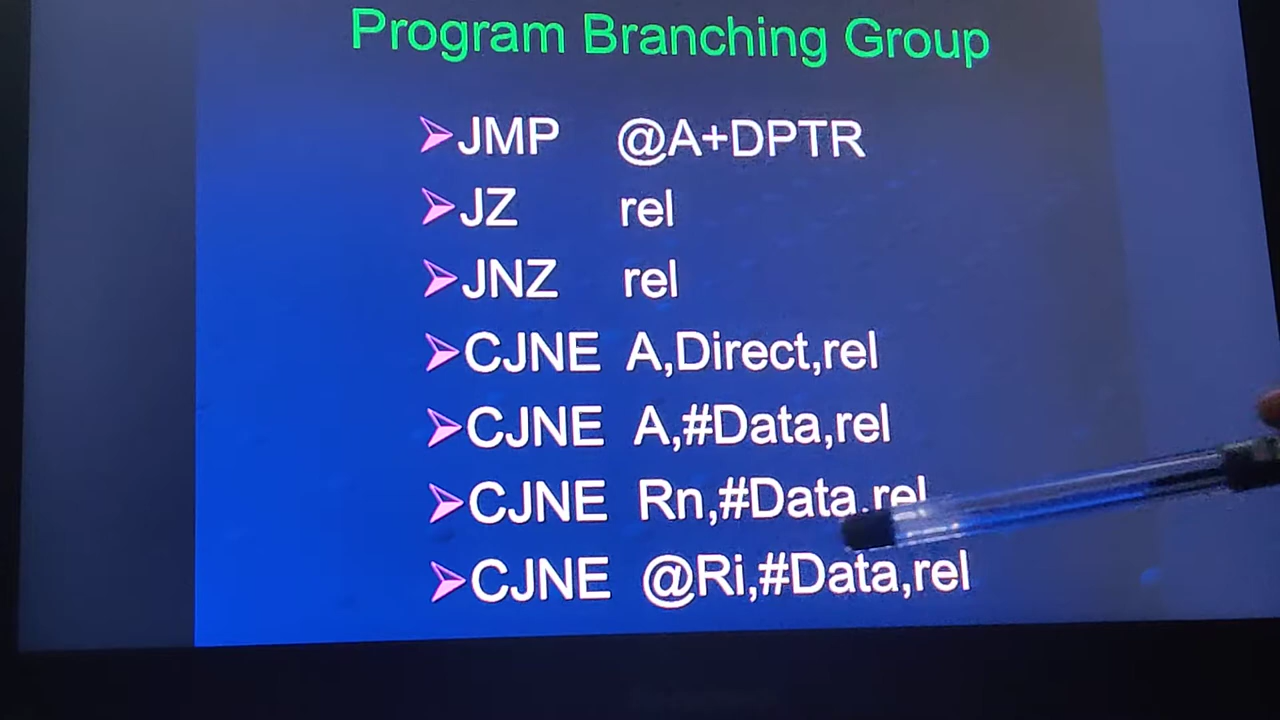 Program Branching Group
JMP @A+DPTR
JZ rel
JNZ rel
CJNE A,Direct,rel
CJNE A,#Data,rel
CJNE Rn,#Data,rel
CJNE @Ri,#Data,rel